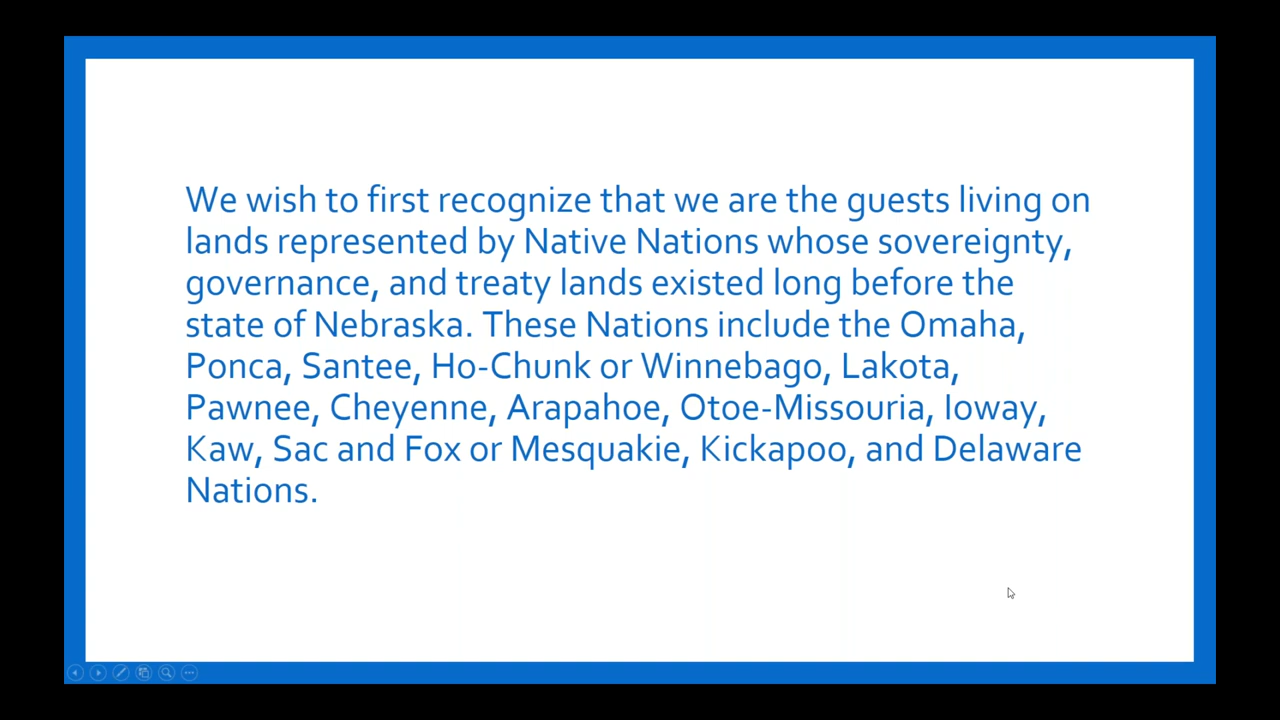 We wish to first recognize that we are the guests living on
lands represented by Native Nations whose sovereignty,
governance, and treaty lands existed long before the
state of Nebraska. These Nations include the Omaha,
Ponca, Santee, Ho-Chunk or Winnebago, Lakota,
Pawnee, Cheyenne, Arapahoe, Otoe-Missouria, Ioway,
Kaw, Sac and Fox or Mesquakie, Kickapoo, and Delaware
Nations.